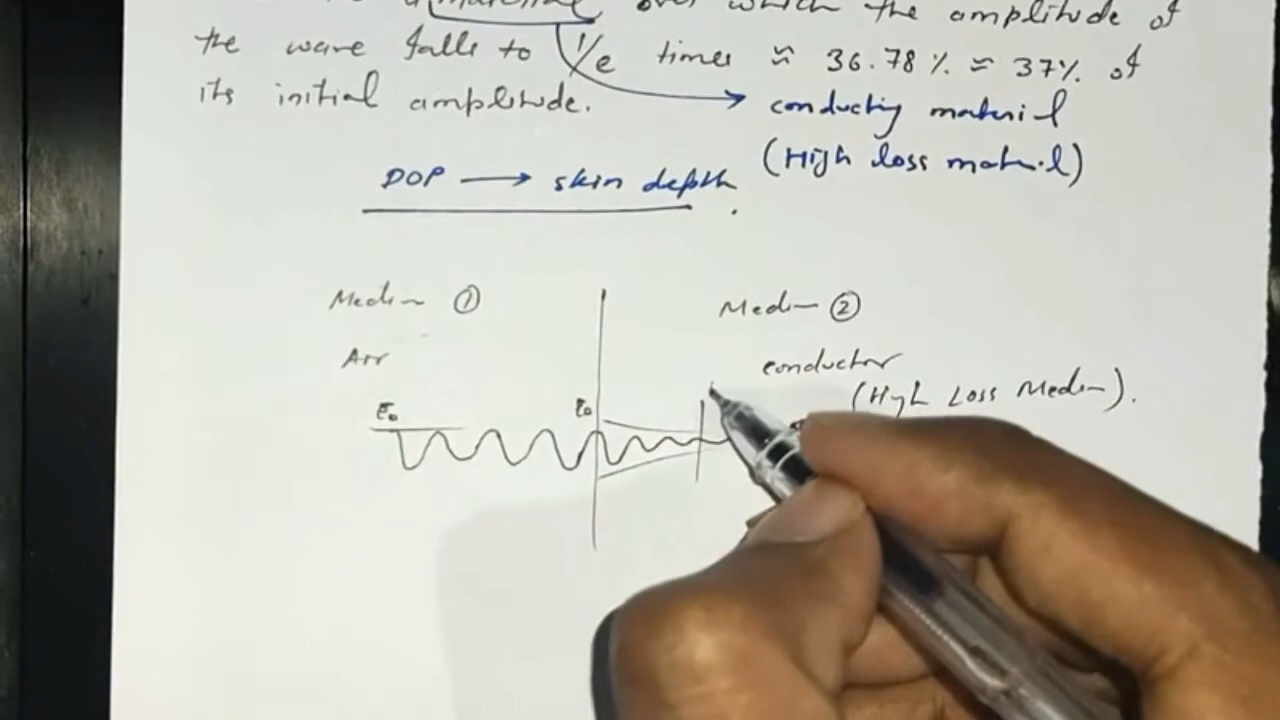 a material over which the amplitude of
the wave falls to 1/e times ≈ 36.78% ≈ 37% of
its initial amplitude.
conducting material
(High loss material)
DOP → skin depth.
Medium ① Medium ②
Air conductor
(High Loss Medium).
E₀ E₀